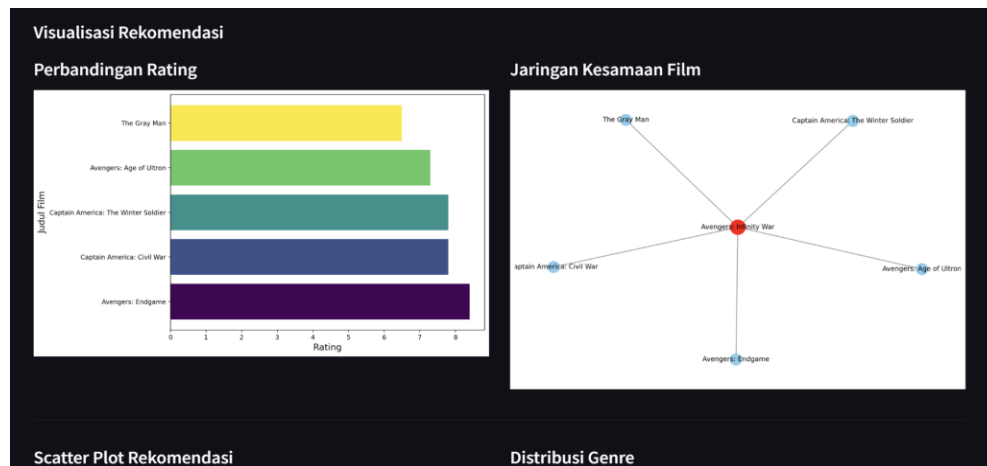 Visualisasi Rekomendasi
Perbandingan Rating
The Gray Man
Avengers: Age of Ultron
Captain America: The Winter Soldier
Captain America: Civil War
Avengers: Endgame
Judul Film
0 1 2 3 4 5 6 7 8
Rating
Jaringan Kesamaan Film
The Gray Man
Captain America: The Winter Soldier
Avengers: Infinity War
aptain America: Civil War
Avengers: Age of Ultron
Avengers: Endgame
Scatter Plot Rekomendasi
Distribusi Genre